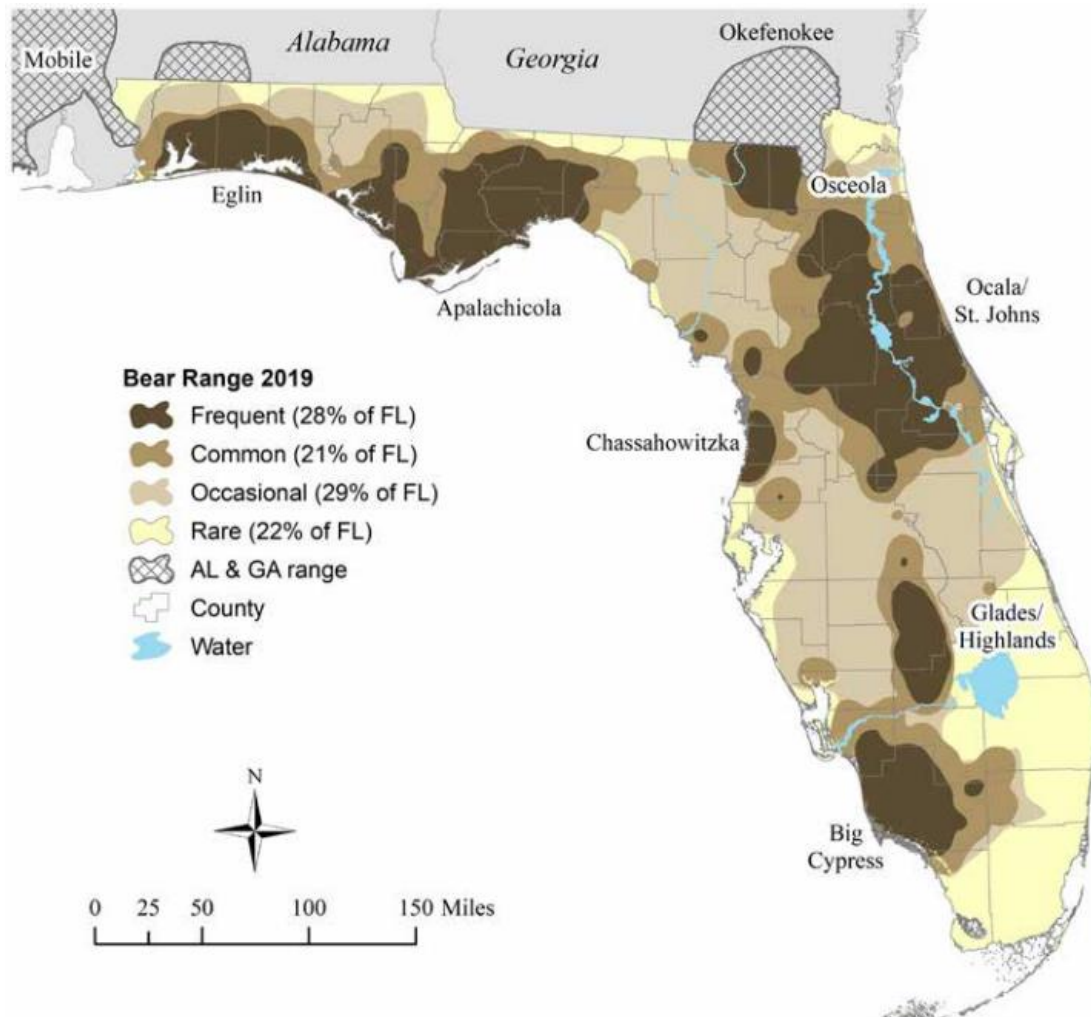 Mobile
Alabama
Georgia
Okefenokee
Eglin
Osceola
Apalachicola
Ocala/
St. Johns
Bear Range 2019
Frequent (28% of FL)
Common (21% of FL)
Occasional (29% of FL)
Rare (22% of FL)
AL & GA range
County
Water
Chassahowitzka
Glades/
Highlands
Big
Cypress
N
0 25 50 100 150 Miles